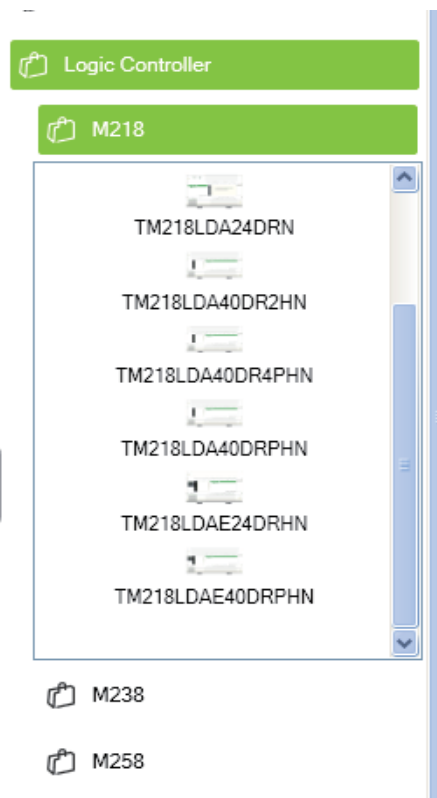 Logic Controller
M218
TM218LDA24DRN
TM218LDA40DR2HN
TM218LDA40DR4PHN
TM218LDA40DRPHN
TM218LDAE24DRHN
TM218LDAE40DRPHN
M238
M258